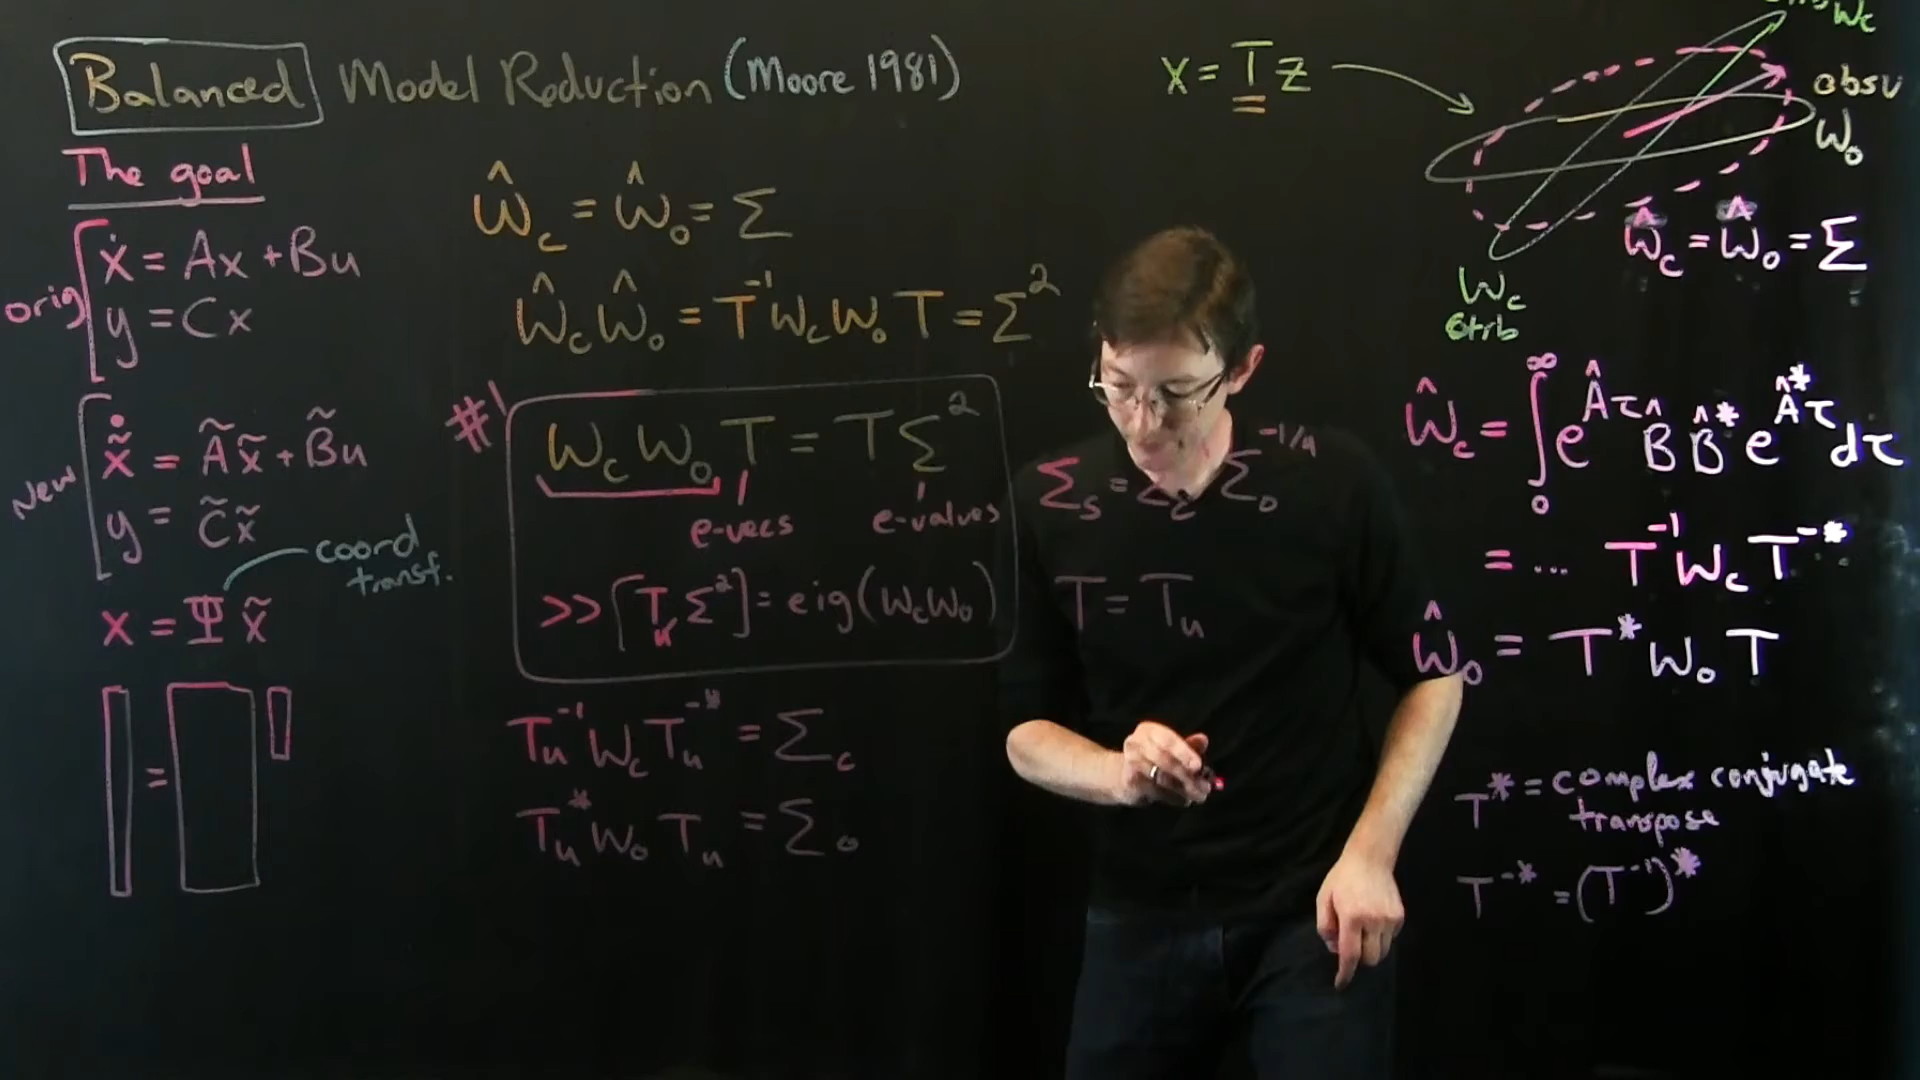 Balanced Model Reduction (Moore 1981)
The goal
orig
ẋ = Ax + Bu
y = Cx
New
x̃̇ = Ãx̃ + B̃u
y = C̃x̃
coord transf.
x = Ψ x̃
=
Ŵc = Ŵo = Σ
ŴcŴo = T⁻¹WcWoT = Σ²
#1
WcWoT = TΣ²
e-vecs e-values
>> [Tu Σ²] = eig(WcWo)
Tu⁻¹WcTu⁻* = Σc
Tu*WoTu = Σo
Σs = Σc Σo^(-1/4)
T = Tu
x = Tz
Wc
obsv
Wo
Ŵc = Ŵo = Σ
Wc
ctrb
Ŵc = ∫₀^∞ e^(Âτ) B̂ B̂* e^(Â*τ) dτ
= ... T⁻¹WcT⁻*
Ŵo = T*WoT
T* = complex conjugate
transpose
T⁻* = (T⁻¹)*